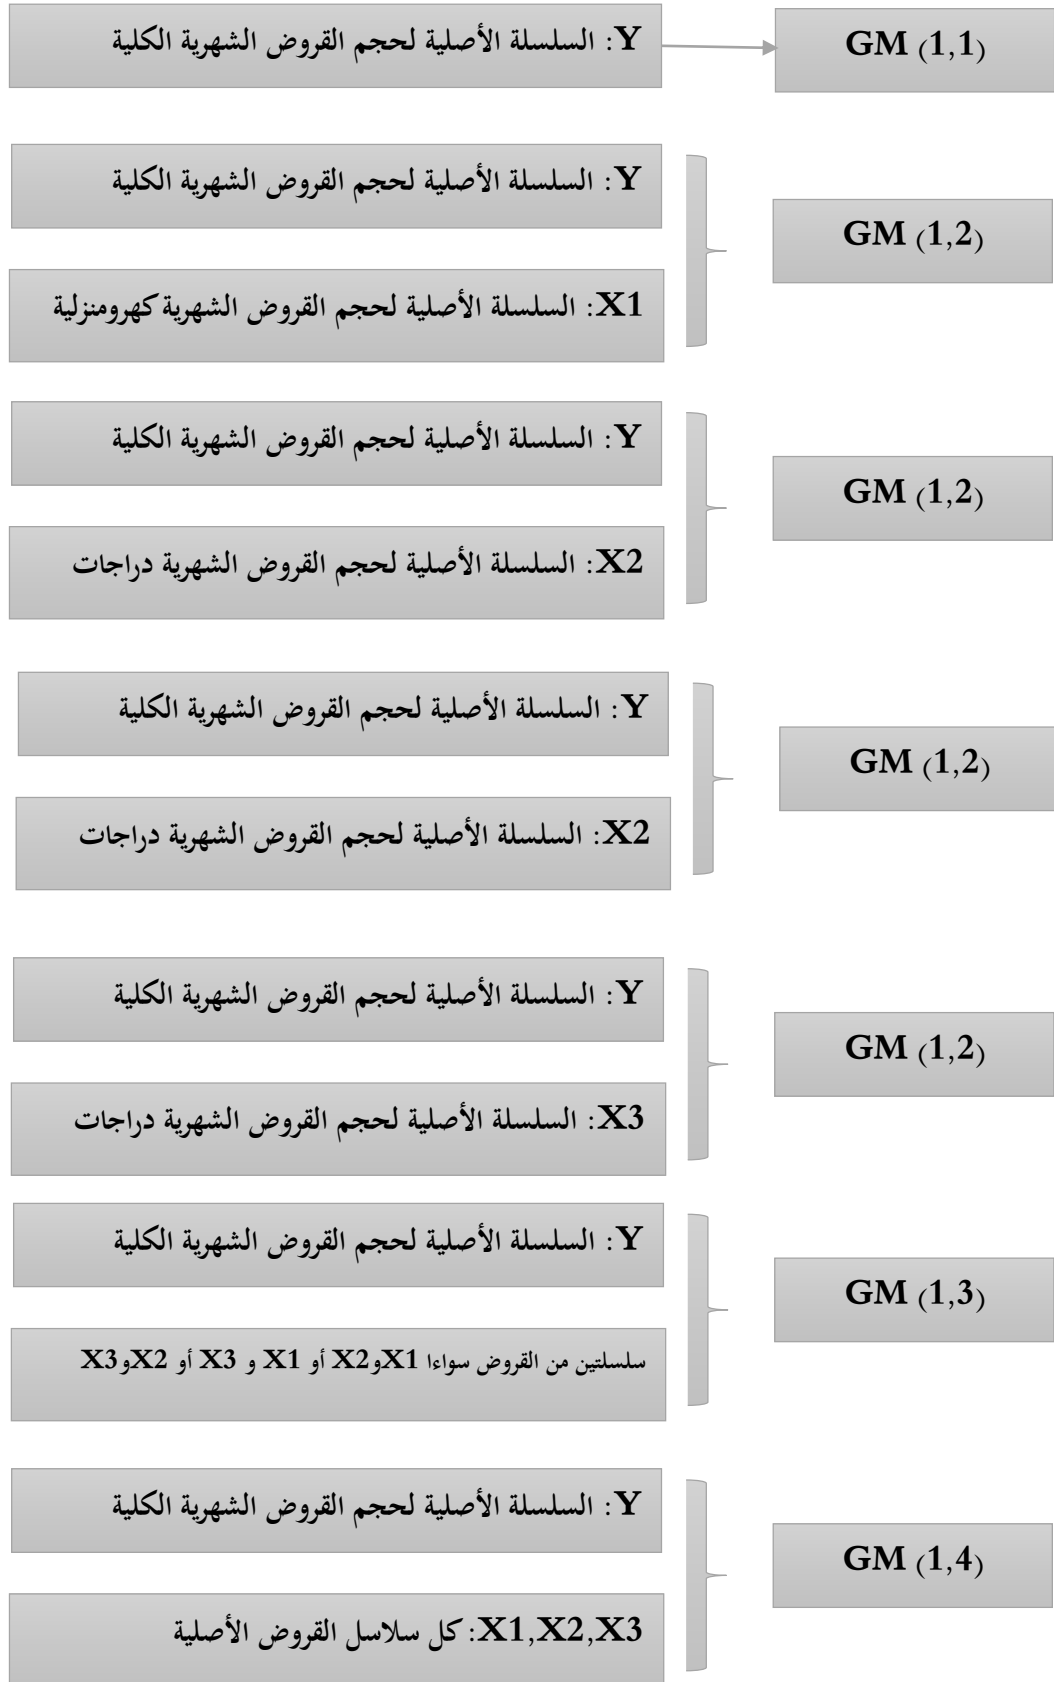 Y: السلسلة الأصلية لحجم القروض الشهرية الكلية
GM (1,1)
Y: السلسلة الأصلية لحجم القروض الشهرية الكلية
X1: السلسلة الأصلية لحجم القروض الشهرية كهرومنزلية
GM (1,2)
Y: السلسلة الأصلية لحجم القروض الشهرية الكلية
X2: السلسلة الأصلية لحجم القروض الشهرية دراجات
GM (1,2)
Y: السلسلة الأصلية لحجم القروض الشهرية الكلية
X2: السلسلة الأصلية لحجم القروض الشهرية دراجات
GM (1,2)
Y: السلسلة الأصلية لحجم القروض الشهرية الكلية
X3: السلسلة الأصلية لحجم القروض الشهرية دراجات
GM (1,2)
Y: السلسلة الأصلية لحجم القروض الشهرية الكلية
سلسلتين من القروض سواءا X1وX2 أو X1 و X3 أو X2وX3
GM (1,3)
Y: السلسلة الأصلية لحجم القروض الشهرية الكلية
X1,X2,X3: كل سلاسل القروض الأصلية
GM (1,4)